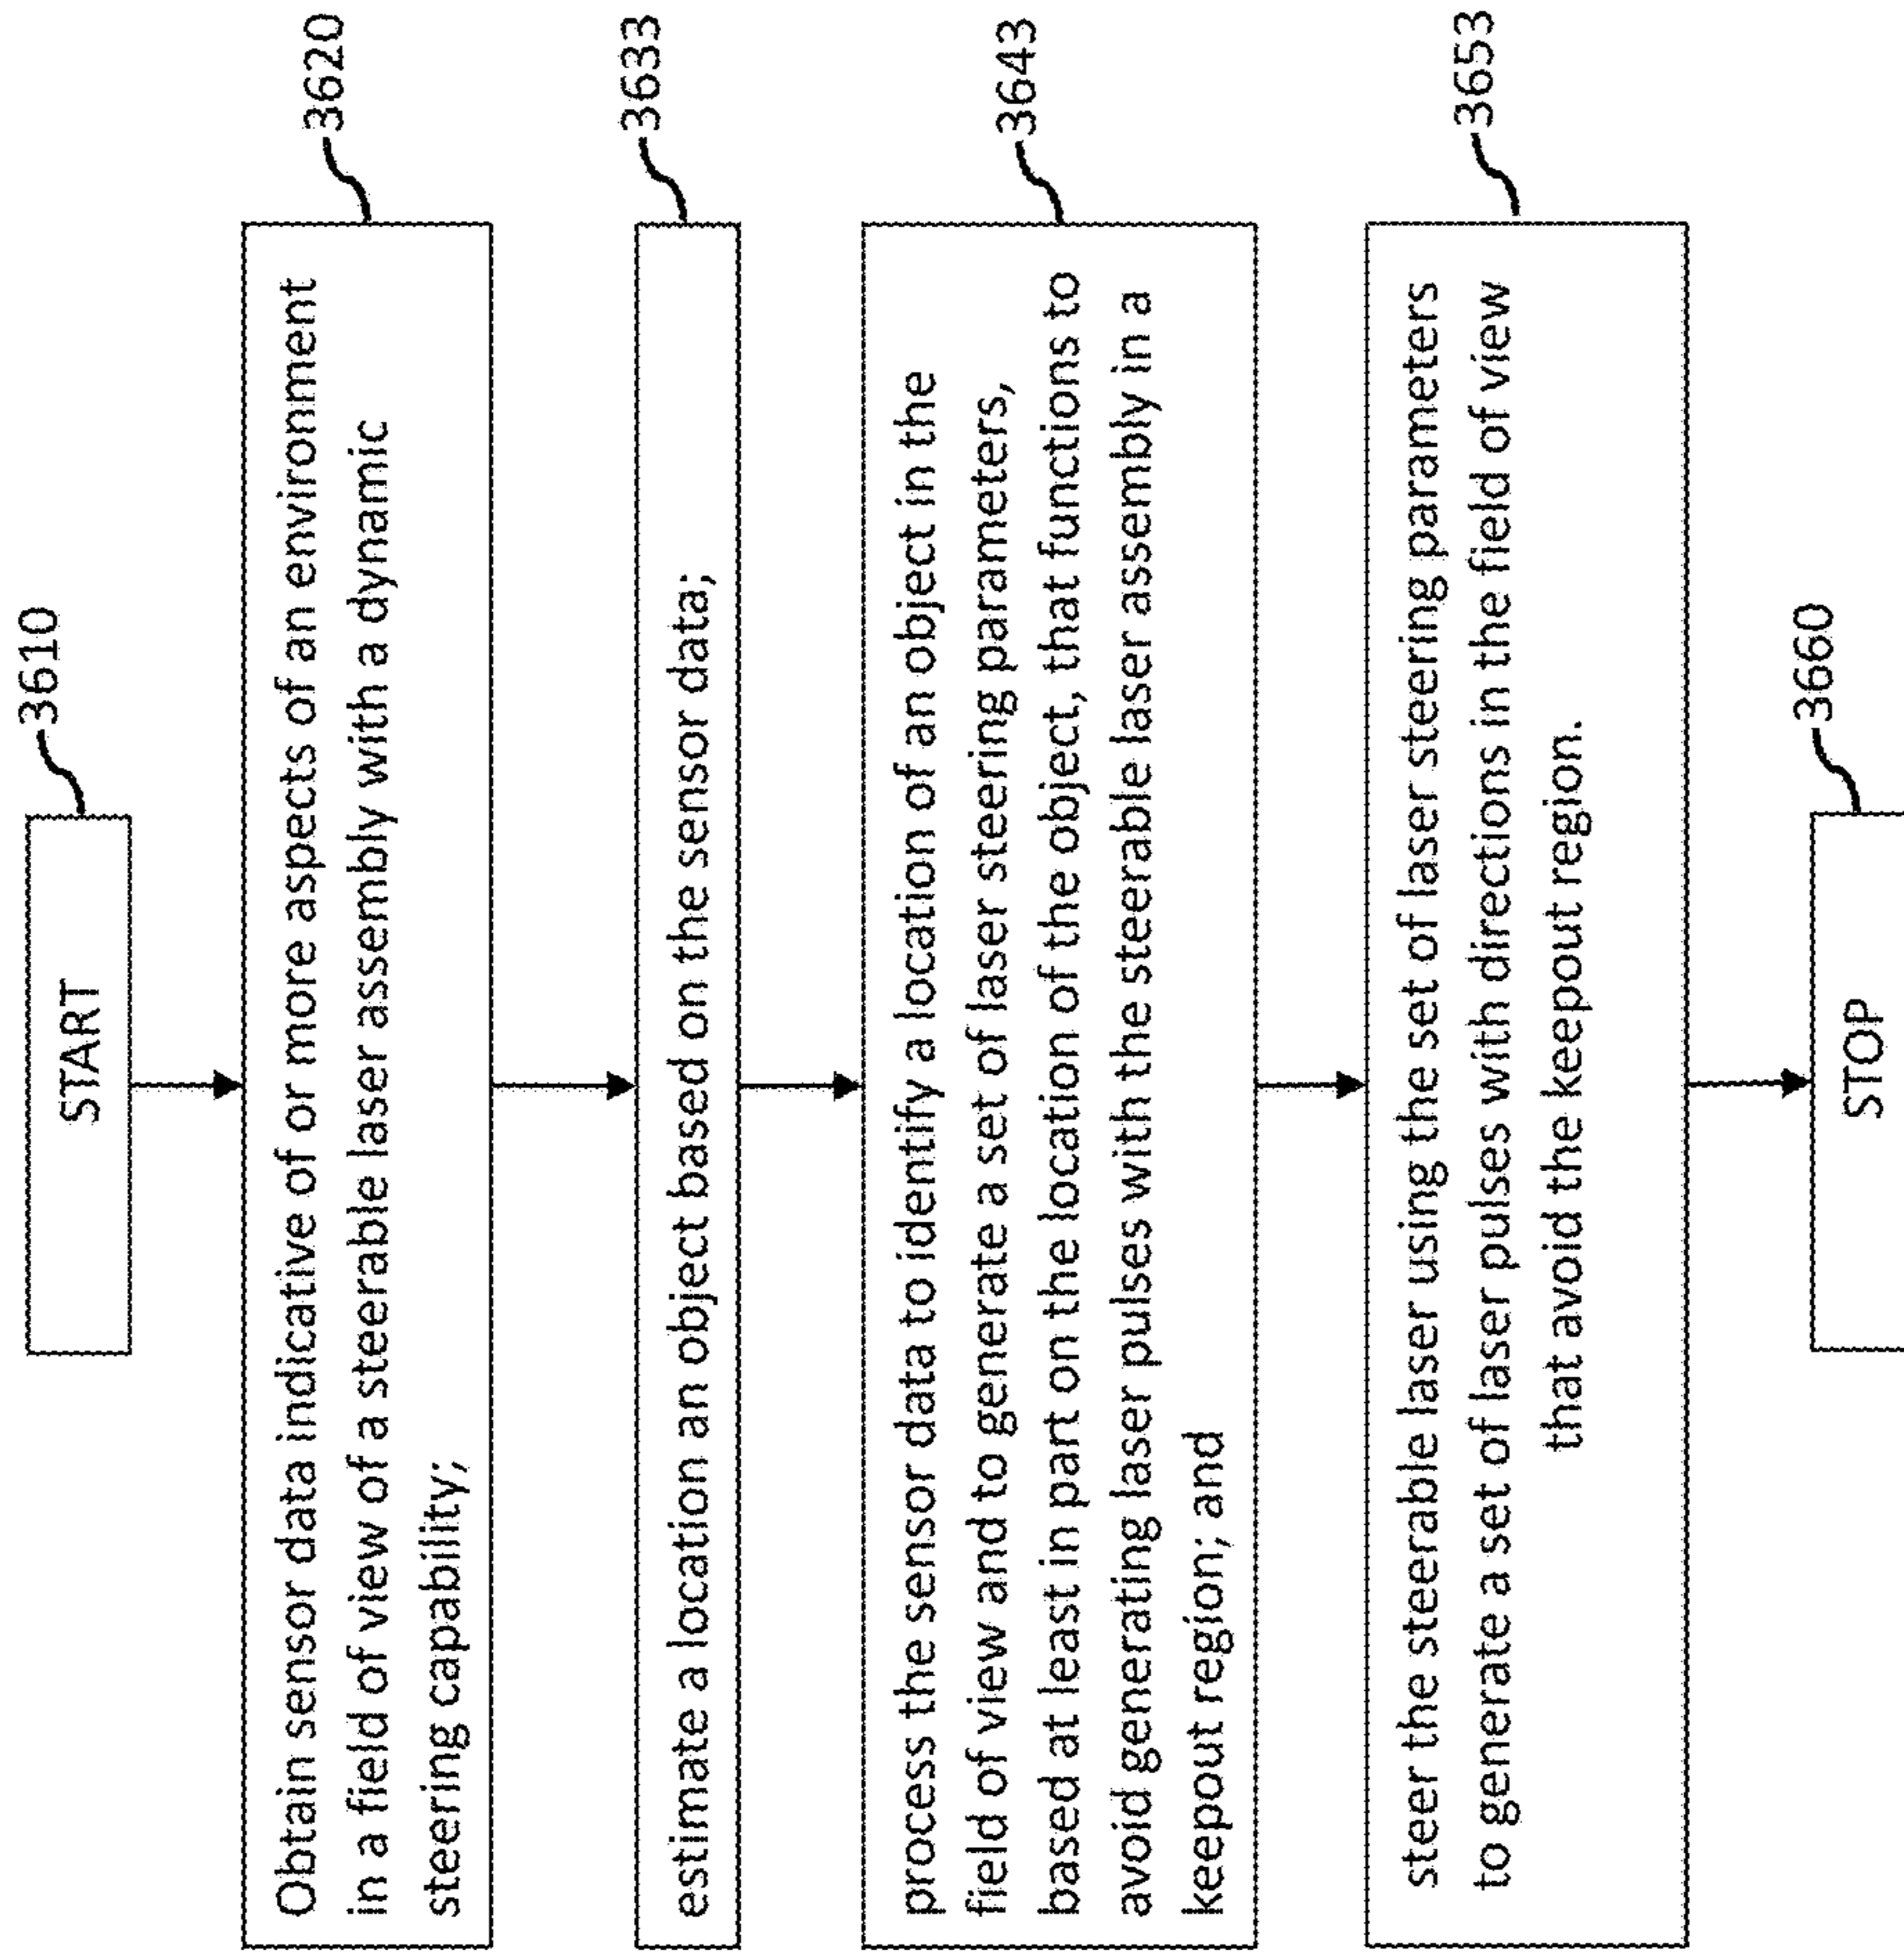 START
3610
Obtain sensor data indicative of or more aspects of an environment
in a field of view of a steerable laser assembly with a dynamic
steering capability;
3620
estimate a location an object based on the sensor data;
3633
process the sensor data to identify a location of an object in the
field of view and to generate a set of laser steering parameters,
based at least in part on the location of the object, that functions to
avoid generating laser pulses with the steerable laser assembly in a
keepout region; and
3643
steer the steerable laser using the set of laser steering parameters
to generate a set of laser pulses with directions in the field of view
that avoid the keepout region.
3653
STOP
3660